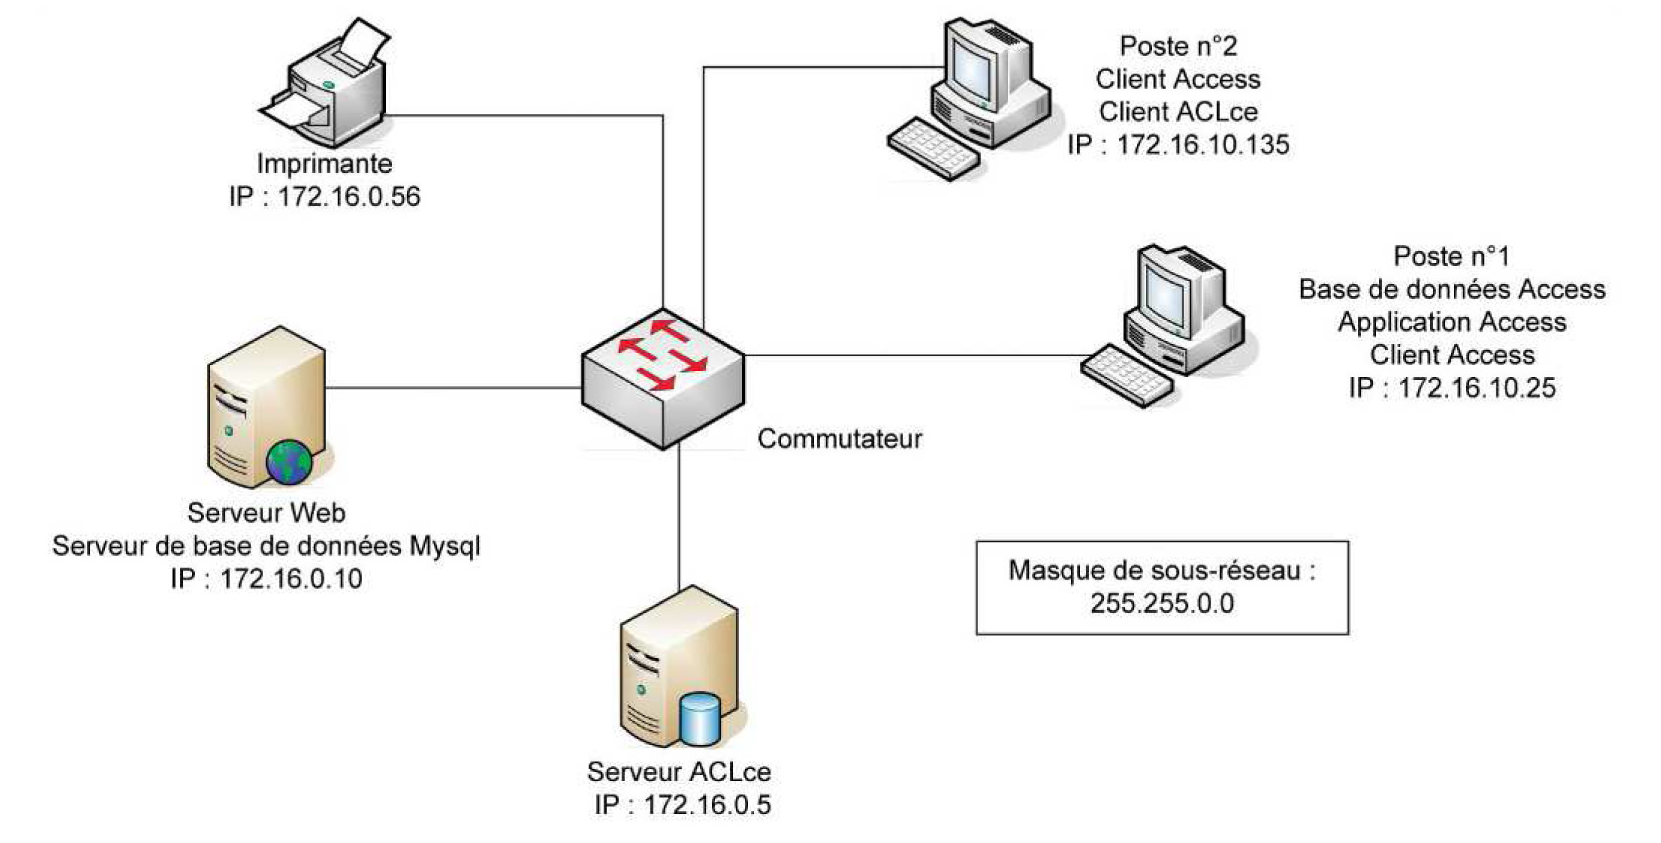 Poste n°2
Client Access
Client ACLce
IP : 172.16.10.135
Imprimante
IP : 172.16.0.56
Poste n°1
Base de données Access
Application Access
Client Access
IP : 172.16.10.25
Commutateur
Serveur Web
Serveur de base de données Mysql
IP : 172.16.0.10
Masque de sous-réseau :
255.255.0.0
Serveur ACLce
IP : 172.16.0.5